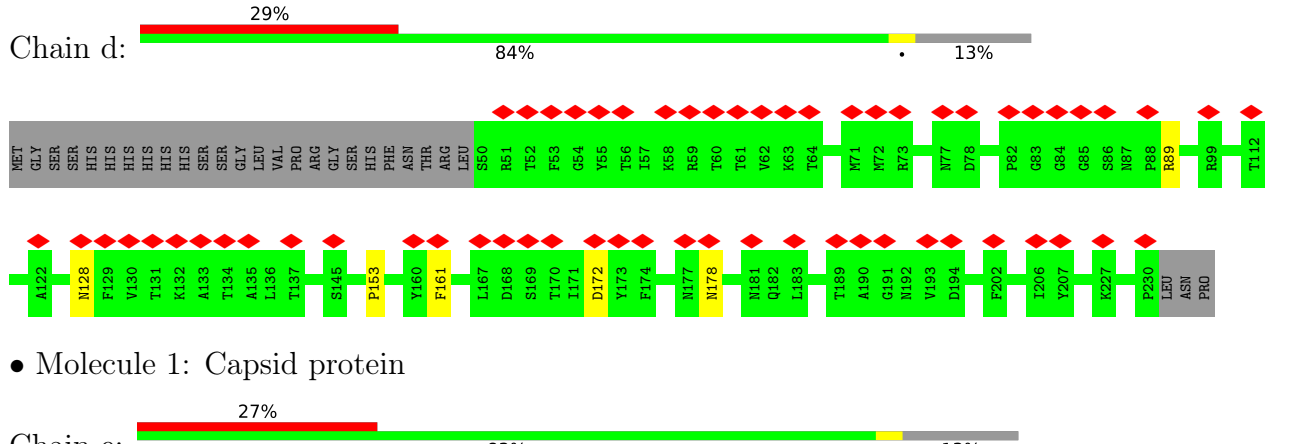 29%
Chain d:
84% • 13%
MET GLY SER SER HIS HIS HIS HIS HIS HIS SER SER GLY LEU VAL PRO ARG GLY SER HIS PHE ASN THR ARG LEU S50 R51 T52 F53 G54 Y55 T56 I57 K58 R59 T60 T61 V62 K63 T64 M71 M72 R73 N77 D78 P82 G83 G84 G85 S86 N87 P88 R89 R99 T112
A122 N128 F129 V130 T131 K132 A133 T134 A135 L136 T137 S145 P153 Y160 F161 L167 D168 S169 T170 I171 D172 Y173 F174 N177 N178 N181 Q182 L183 T189 A190 G191 N192 V193 D194 F202 I206 Y207 K227 P230 LEU ASN PRO
• Molecule 1: Capsid protein
27%